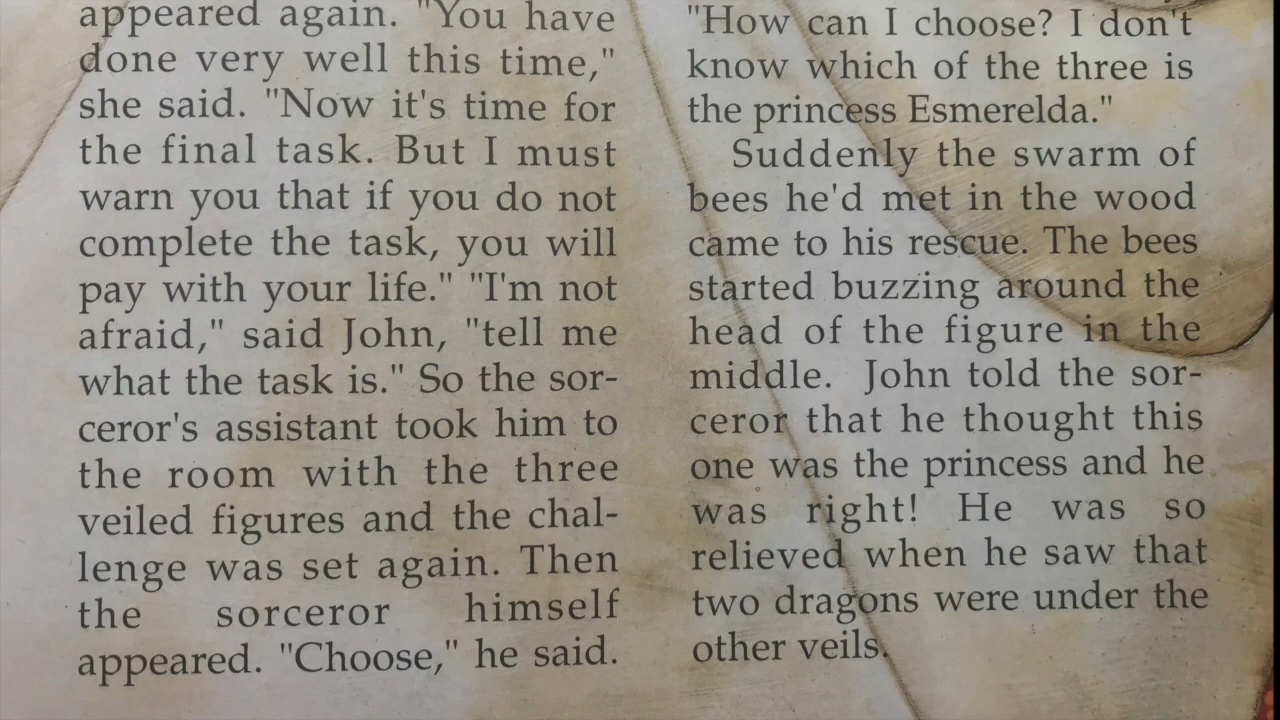 appeared again. "You have
done very well this time,"
she said. "Now it's time for
the final task. But I must
warn you that if you do not
complete the task, you will
pay with your life." "I'm not
afraid," said John, "tell me
what the task is." So the sor-
ceror's assistant took him to
the room with the three
veiled figures and the chal-
lenge was set again. Then
the sorceror himself
appeared. "Choose," he said.
"How can I choose? I don't
know which of the three is
the princess Esmerelda."
Suddenly the swarm of
bees he'd met in the wood
came to his rescue. The bees
started buzzing around the
head of the figure in the
middle. John told the sor-
ceror that he thought this
one was the princess and he
was right! He was so
relieved when he saw that
two dragons were under the
other veils.